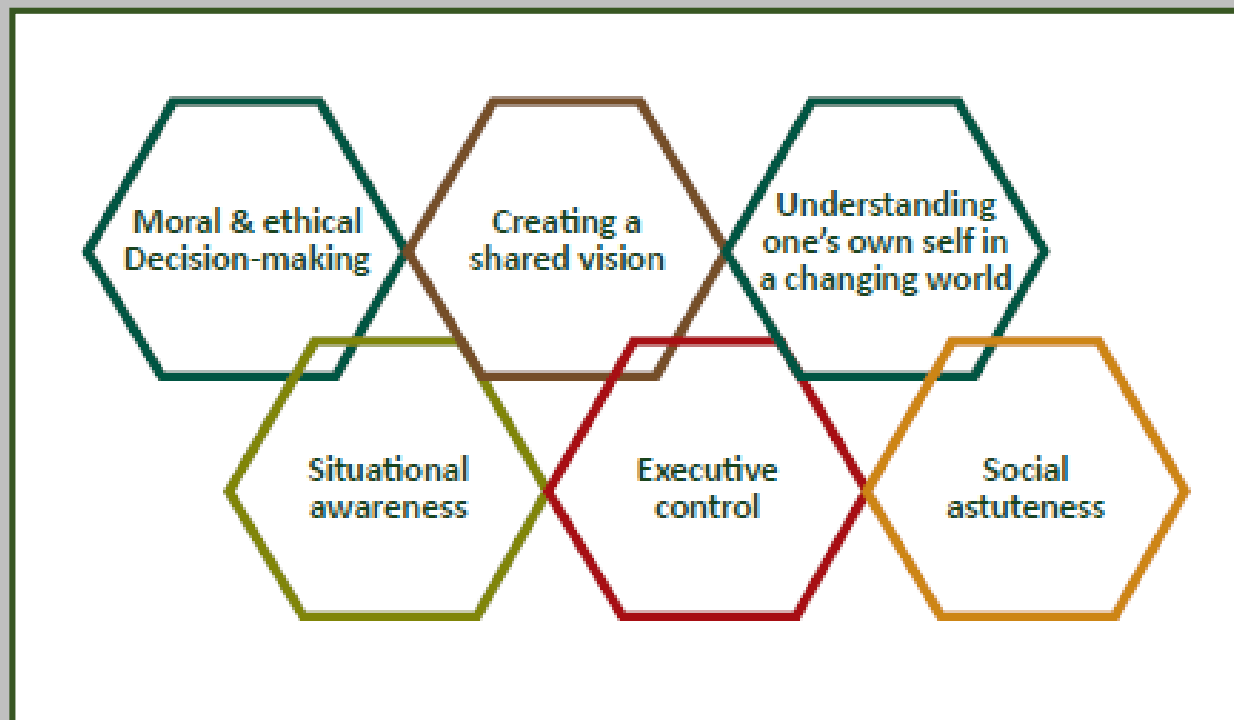 Moral & ethical
Decision-making
Creating a
shared vision
Understanding
one's own self in
a changing world
Situational
awareness
Executive
control
Social
astuteness